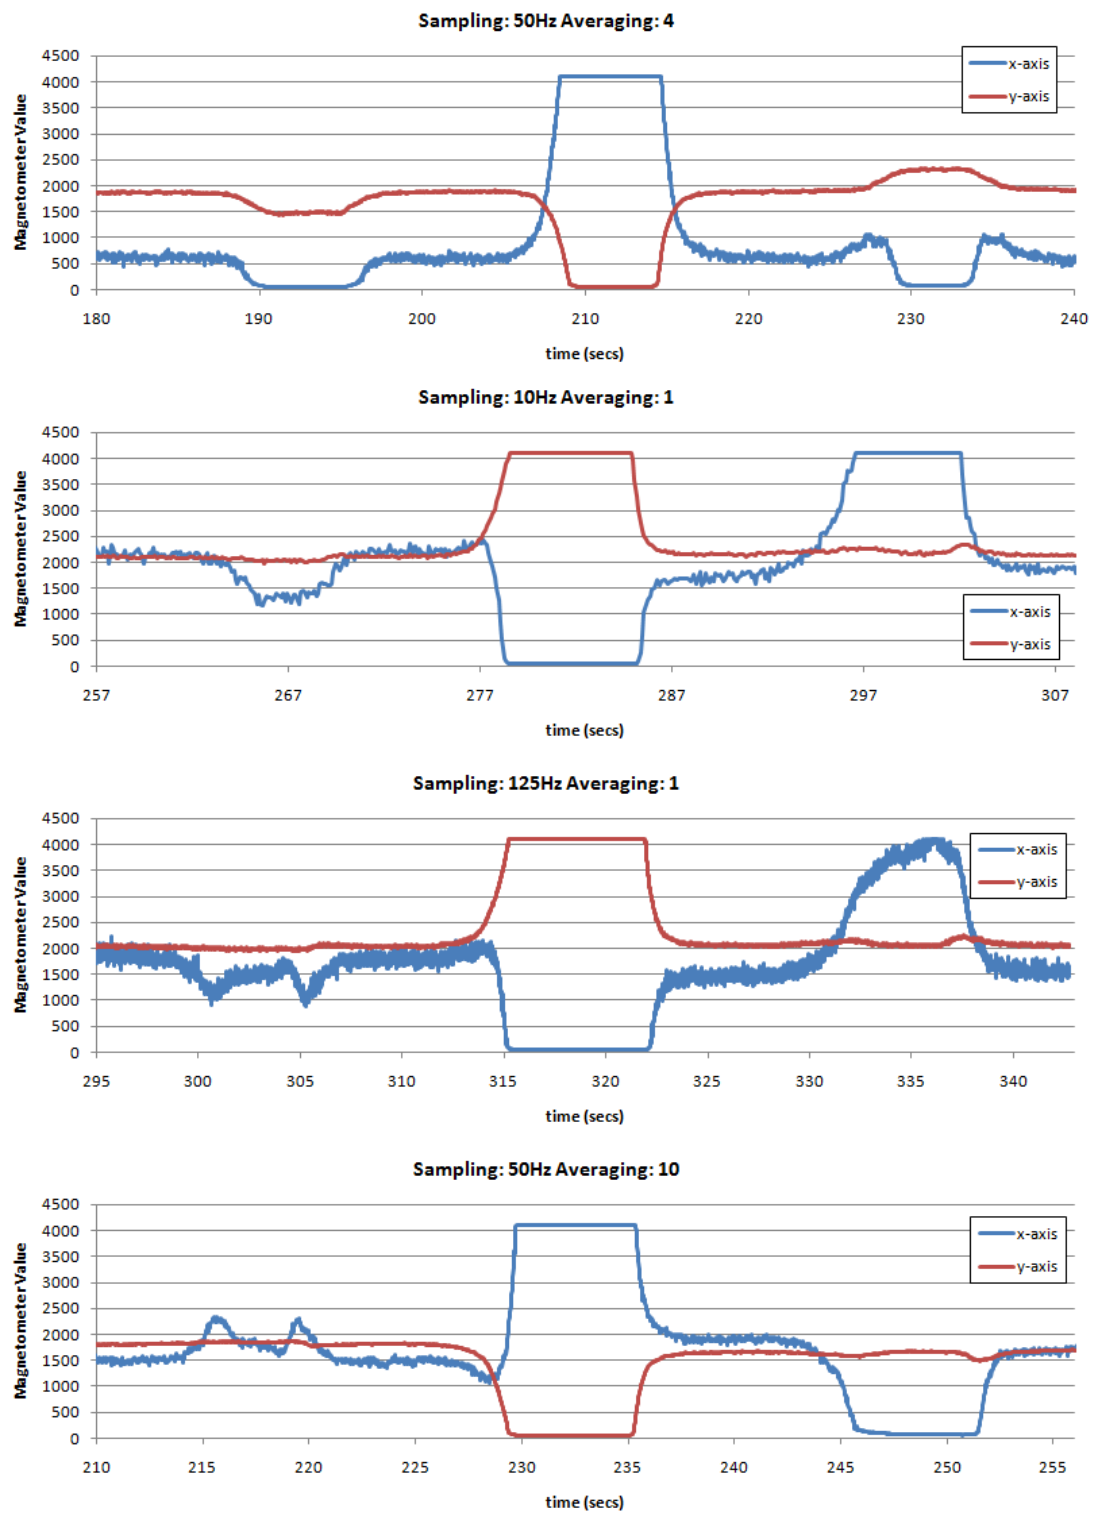 Sampling: 50Hz Averaging: 4
4500
4000
3500
3000
2500
2000
1500
1000
500
0
Magnetometer Value
x-axis
y-axis
180 190 200 210 220 230 240
time (secs)
Sampling: 10Hz Averaging: 1
4500
4000
3500
3000
2500
2000
1500
1000
500
0
Magnetometer Value
x-axis
y-axis
257 267 277 287 297 307
time (secs)
Sampling: 125Hz Averaging: 1
4500
4000
3500
3000
2500
2000
1500
1000
500
0
Magnetometer Value
x-axis
y-axis
295 300 305 310 315 320 325 330 335 340
time (secs)
Sampling: 50Hz Averaging: 10
4500
4000
3500
3000
2500
2000
1500
1000
500
0
Magnetometer Value
x-axis
y-axis
210 215 220 225 230 235 240 245 250 255
time (secs)